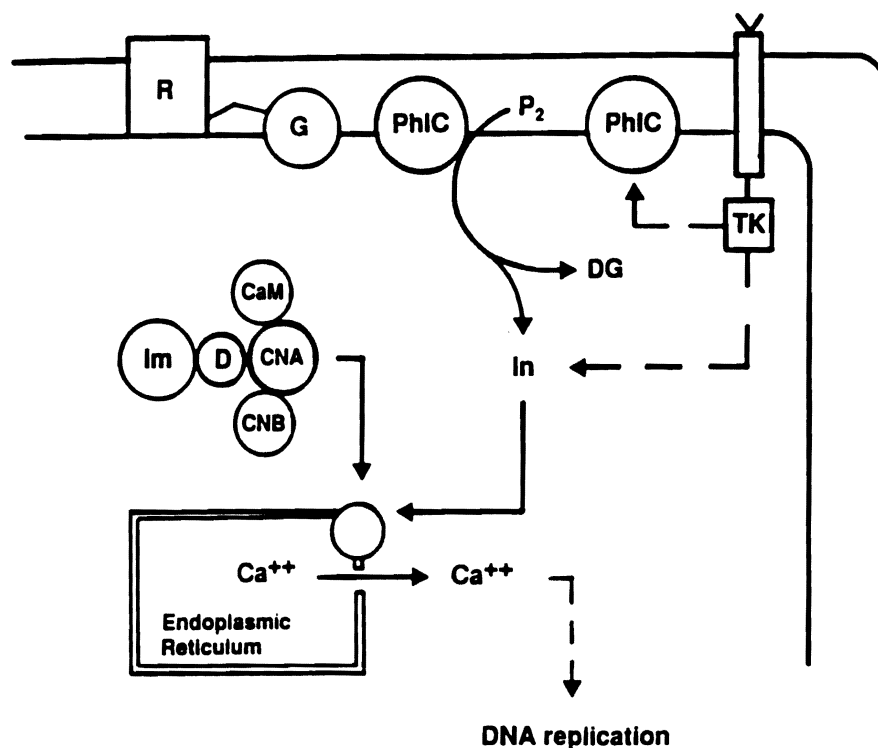 R
G
PhlC
P2
PhlC
TK
DG
CaM
Im
D
CNA
In
CNB
Ca++
Ca++
Endoplasmic
Reticulum
DNA replication